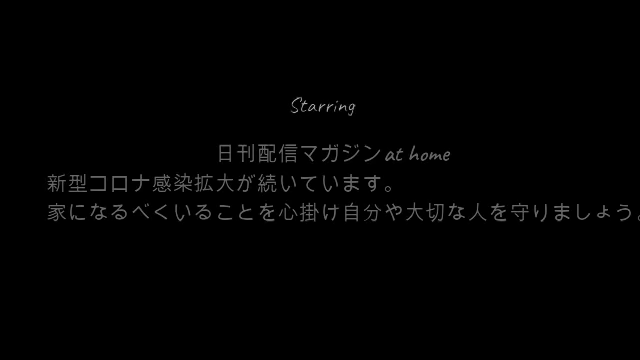 Starring
日刊配信マガジンat home
新型コロナ感染拡大が続いています。
家になるべくいることを心掛け自分や大切な人を守りましょう。